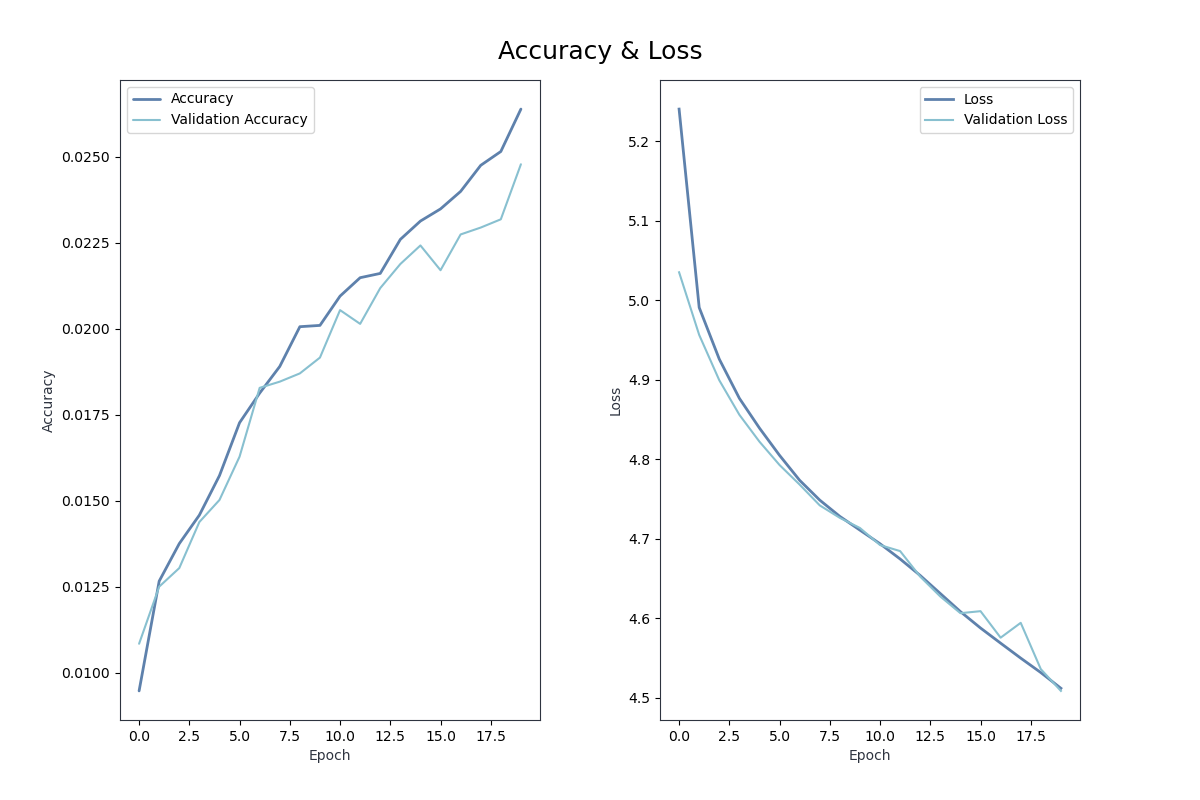 Accuracy & Loss
Accuracy
Validation Accuracy
0.0250
0.0225
0.0200
0.0175
0.0150
0.0125
0.0100
Accuracy
0.0 2.5 5.0 7.5 10.0 12.5 15.0 17.5
Epoch
Loss
Validation Loss
5.2
5.1
5.0
4.9
4.8
4.7
4.6
4.5
Loss
0.0 2.5 5.0 7.5 10.0 12.5 15.0 17.5
Epoch